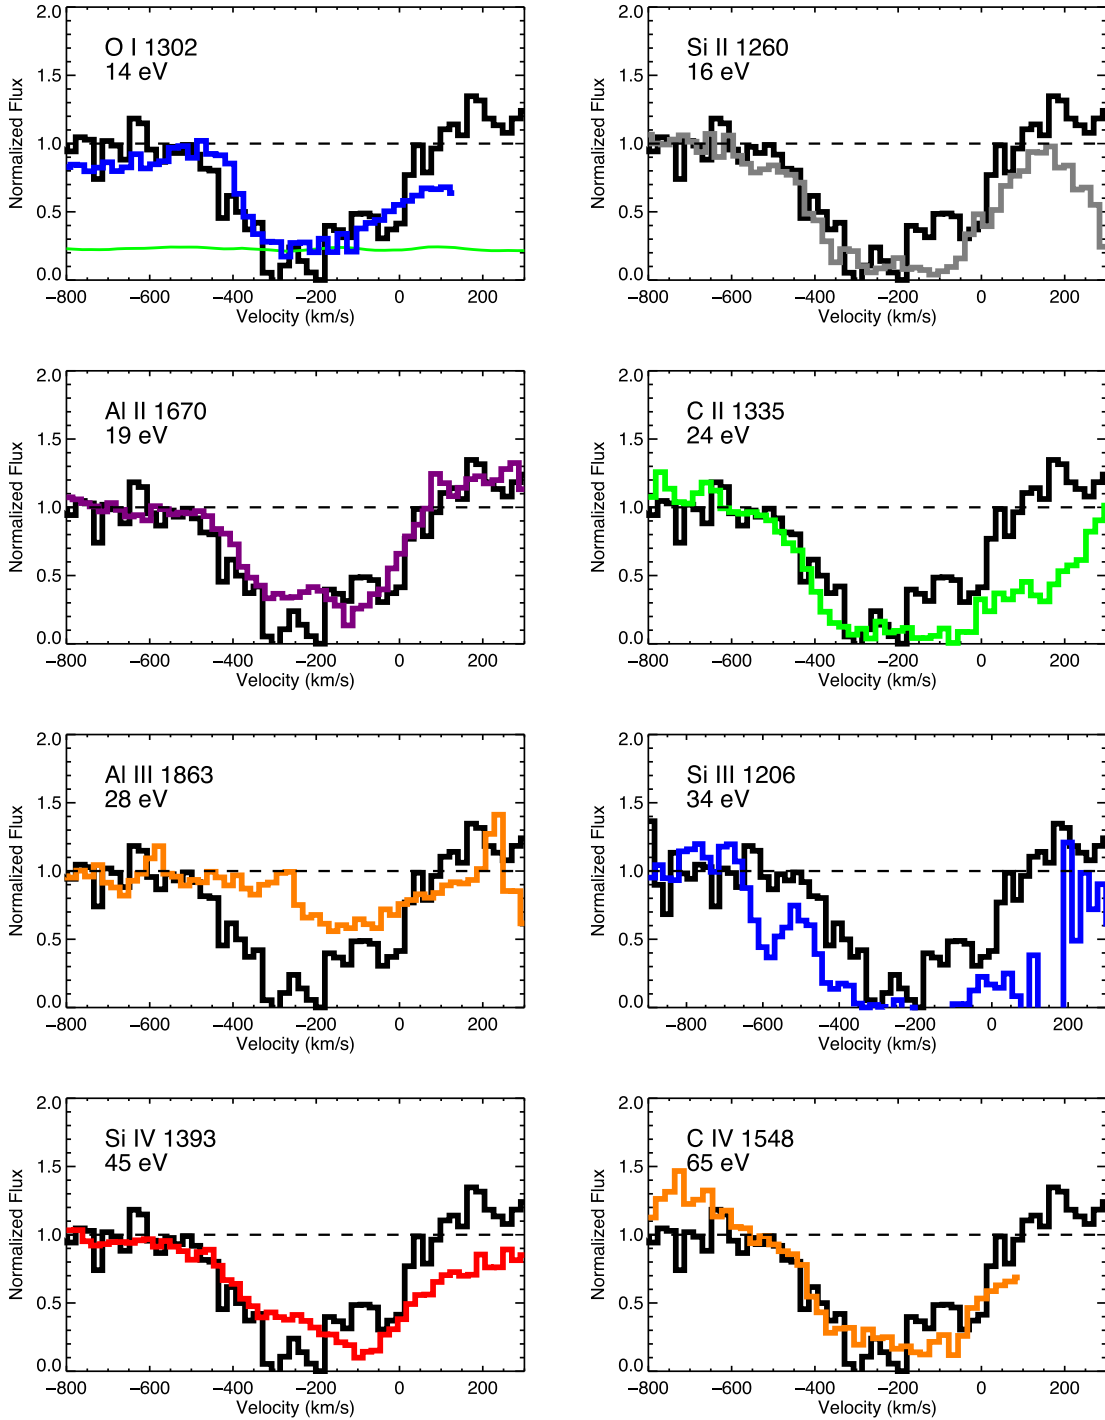 2.0
O I 1302
14 eV
1.5
Normalized Flux
1.0
0.5
0.0
−800 −600 −400 −200 0 200
Velocity (km/s)
2.0
Si II 1260
16 eV
1.5
Normalized Flux
1.0
0.5
0.0
−800 −600 −400 −200 0 200
Velocity (km/s)
2.0
Al II 1670
19 eV
1.5
Normalized Flux
1.0
0.5
0.0
−800 −600 −400 −200 0 200
Velocity (km/s)
2.0
C II 1335
24 eV
1.5
Normalized Flux
1.0
0.5
0.0
−800 −600 −400 −200 0 200
Velocity (km/s)
2.0
Al III 1863
28 eV
1.5
Normalized Flux
1.0
0.5
0.0
−800 −600 −400 −200 0 200
Velocity (km/s)
2.0
Si III 1206
34 eV
1.5
Normalized Flux
1.0
0.5
0.0
−800 −600 −400 −200 0 200
Velocity (km/s)
2.0
Si IV 1393
45 eV
1.5
Normalized Flux
1.0
0.5
0.0
−800 −600 −400 −200 0 200
Velocity (km/s)
2.0
C IV 1548
65 eV
1.5
Normalized Flux
1.0
0.5
0.0
−800 −600 −400 −200 0 200
Velocity (km/s)